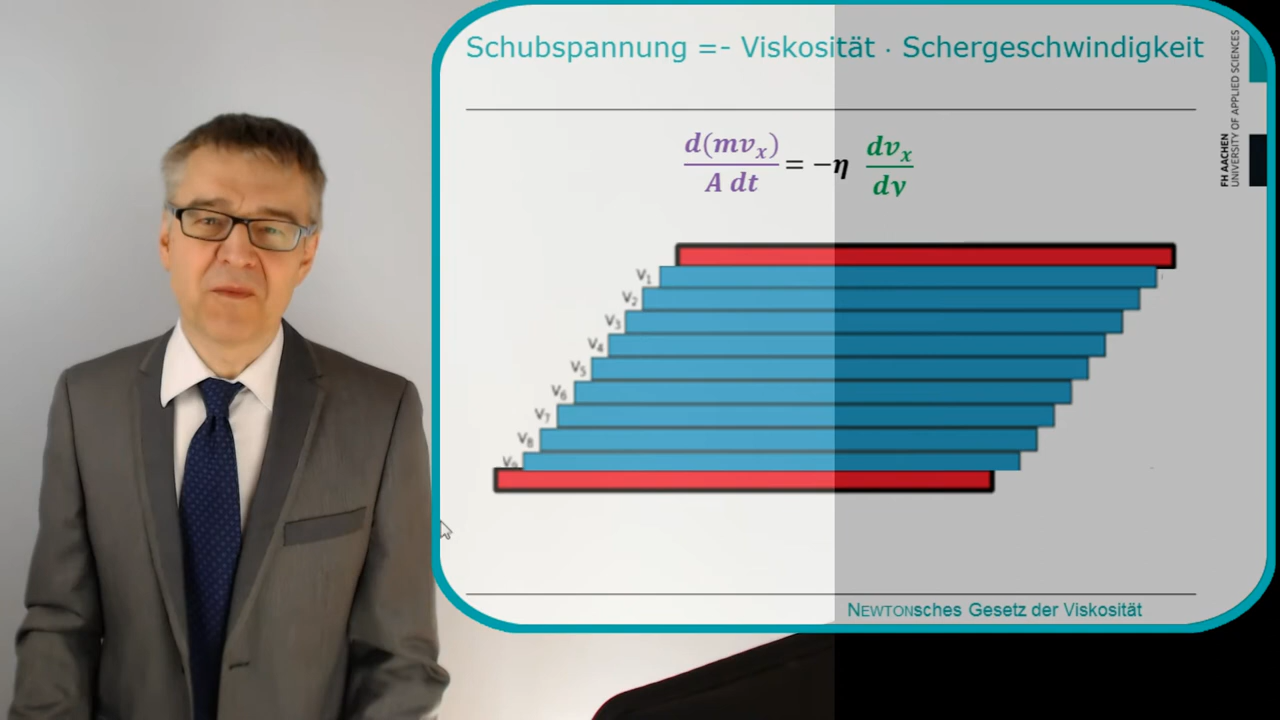 Schubspannung =- Viskosität · Schergeschwindigkeit
d(mvₓ)/A dt = −η dvₓ/dy
V₁
V₂
V₃
V₄
V₅
V₆
V₇
V₈
V₉
NEWTONsches Gesetz der Viskosität
FH AACHEN
UNIVERSITY OF APPLIED SCIENCES